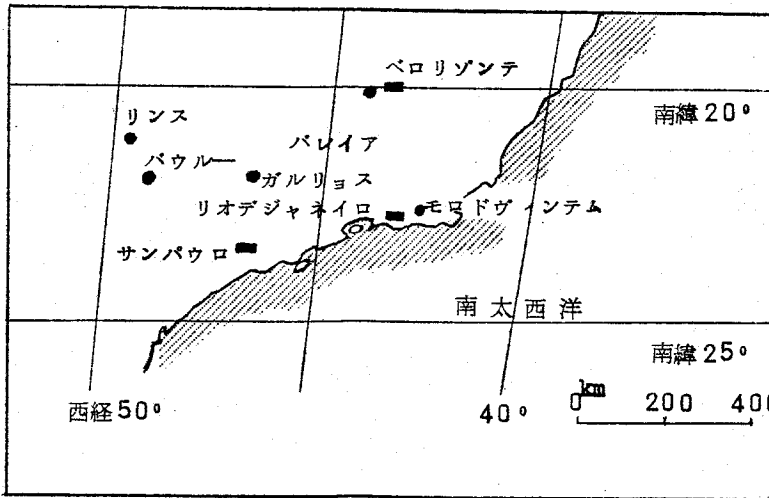 ベロリゾンテ
南緯20°
リンス
バレイア
バウルー
ガルリョス
リオデジャネイロ
モロドヴィンテム
サンパウロ
南太西洋
南緯25°
西経50°
40°
0 km 200 400